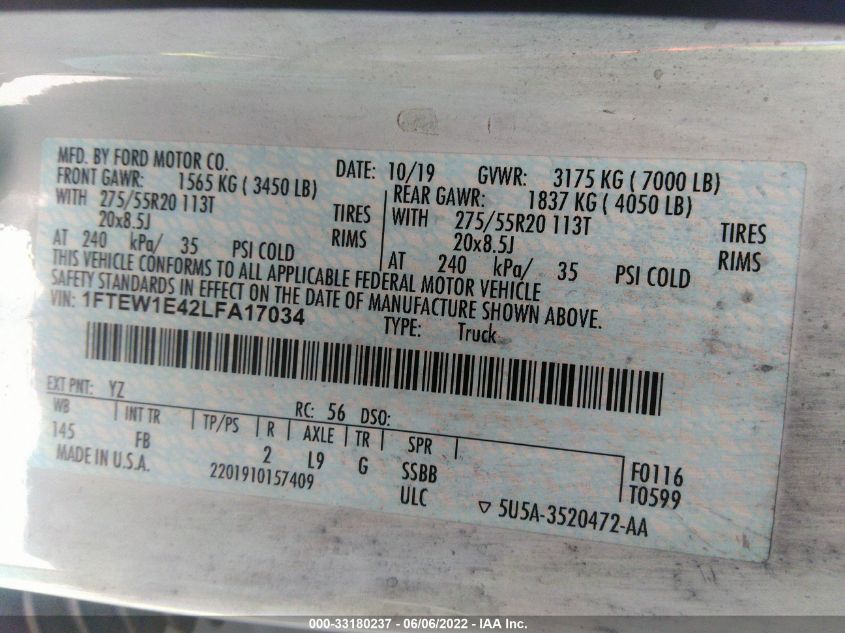 MFD. BY FORD MOTOR CO. DATE: 10/19 GVWR: 3175 KG ( 7000 LB)
FRONT GAWR: 1565 KG ( 3450 LB) REAR GAWR: 1837 KG ( 4050 LB)
WITH 275/55R20 113T TIRES WITH 275/55R20 113T TIRES
20x8.5J RIMS 20x8.5J RIMS
AT 240 kPa/ 35 PSI COLD AT 240 kPa/ 35 PSI COLD
THIS VEHICLE CONFORMS TO ALL APPLICABLE FEDERAL MOTOR VEHICLE
SAFETY STANDARDS IN EFFECT ON THE DATE OF MANUFACTURE SHOWN ABOVE.
VIN: 1FTEW1E42LFA17034 TYPE: Truck
EXT PNT: YZ RC: 56 DSO:
WB INT TR TP/PS R AXLE TR SPR
145 FB 2 L9 G SSBB F0116
MADE IN U.S.A. 2201910157409 ULC T0599
5U5A-3520472-AA
000-33180237 - 06/06/2022 - IAA Inc.